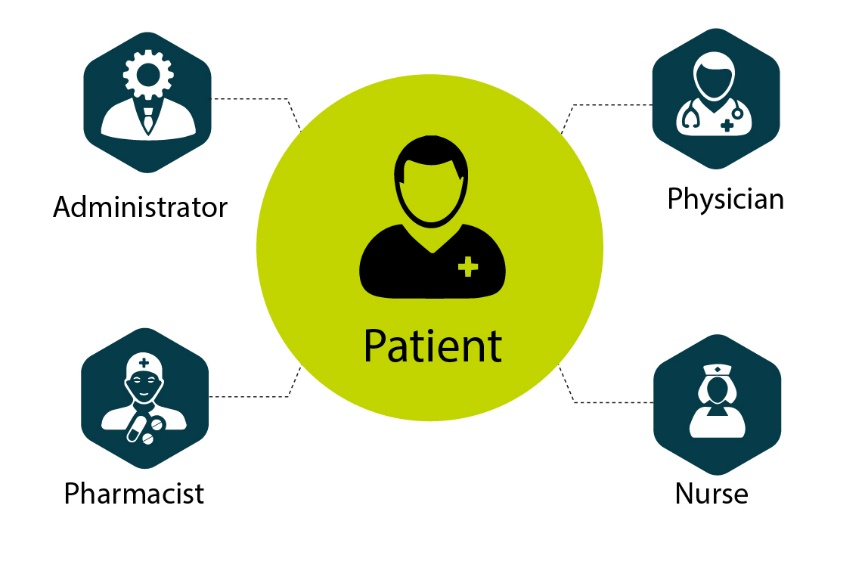 Administrator
Physician
Patient
Pharmacist
Nurse